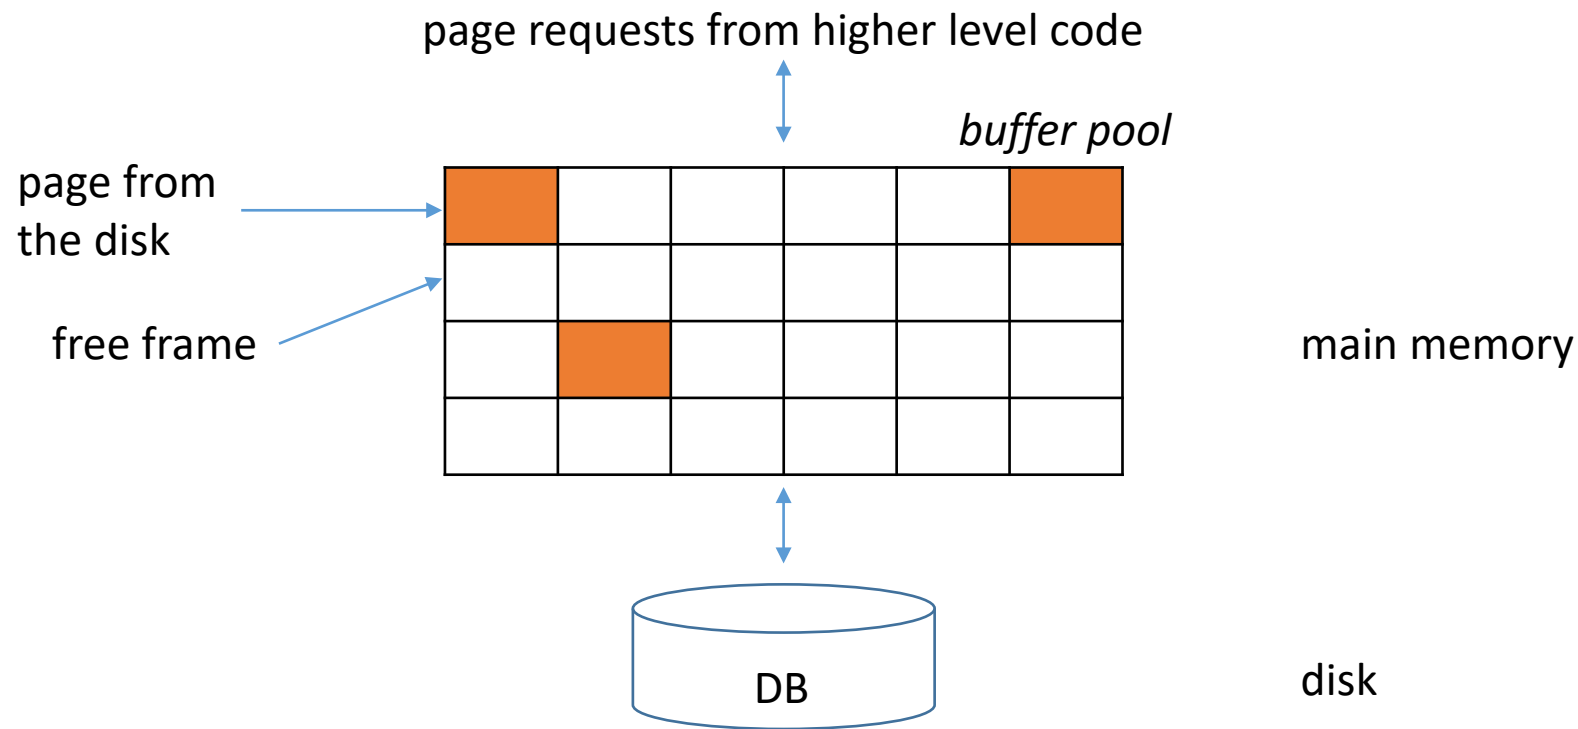 page requests from higher level code
buffer pool
page from
the disk
free frame
main memory
DB
disk